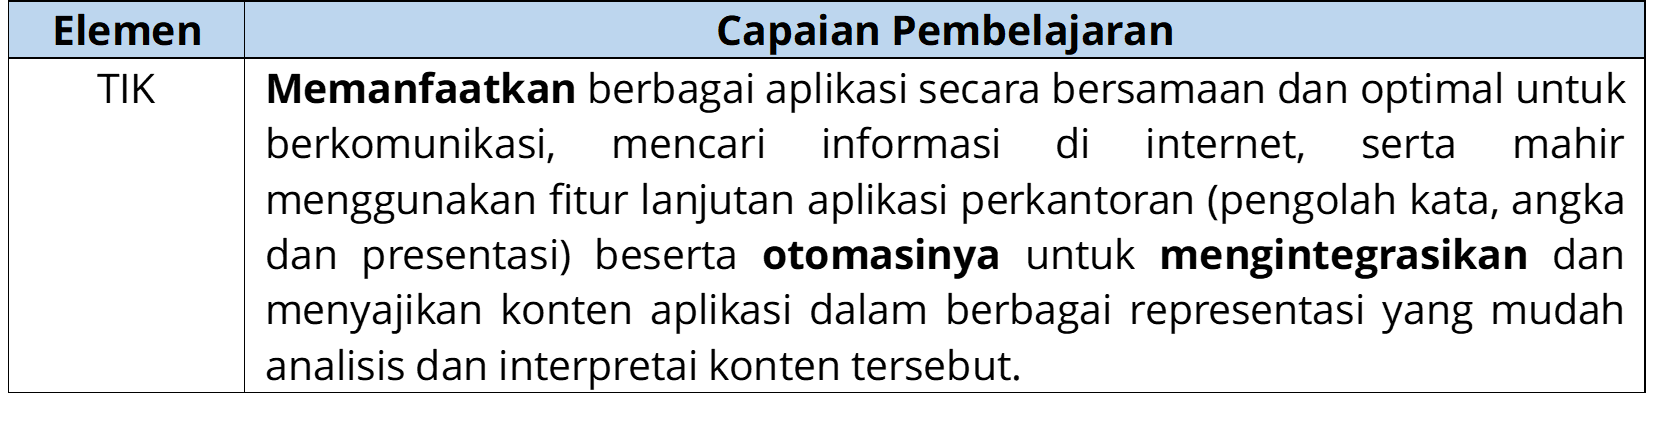 Elemen
Capaian Pembelajaran
TIK
Memanfaatkan berbagai aplikasi secara bersamaan dan optimal untuk
berkomunikasi, mencari informasi di internet, serta mahir
menggunakan fitur lanjutan aplikasi perkantoran (pengolah kata, angka
dan presentasi) beserta otomasinya untuk mengintegrasikan dan
menyajikan konten aplikasi dalam berbagai representasi yang mudah
analisis dan interpretai konten tersebut.